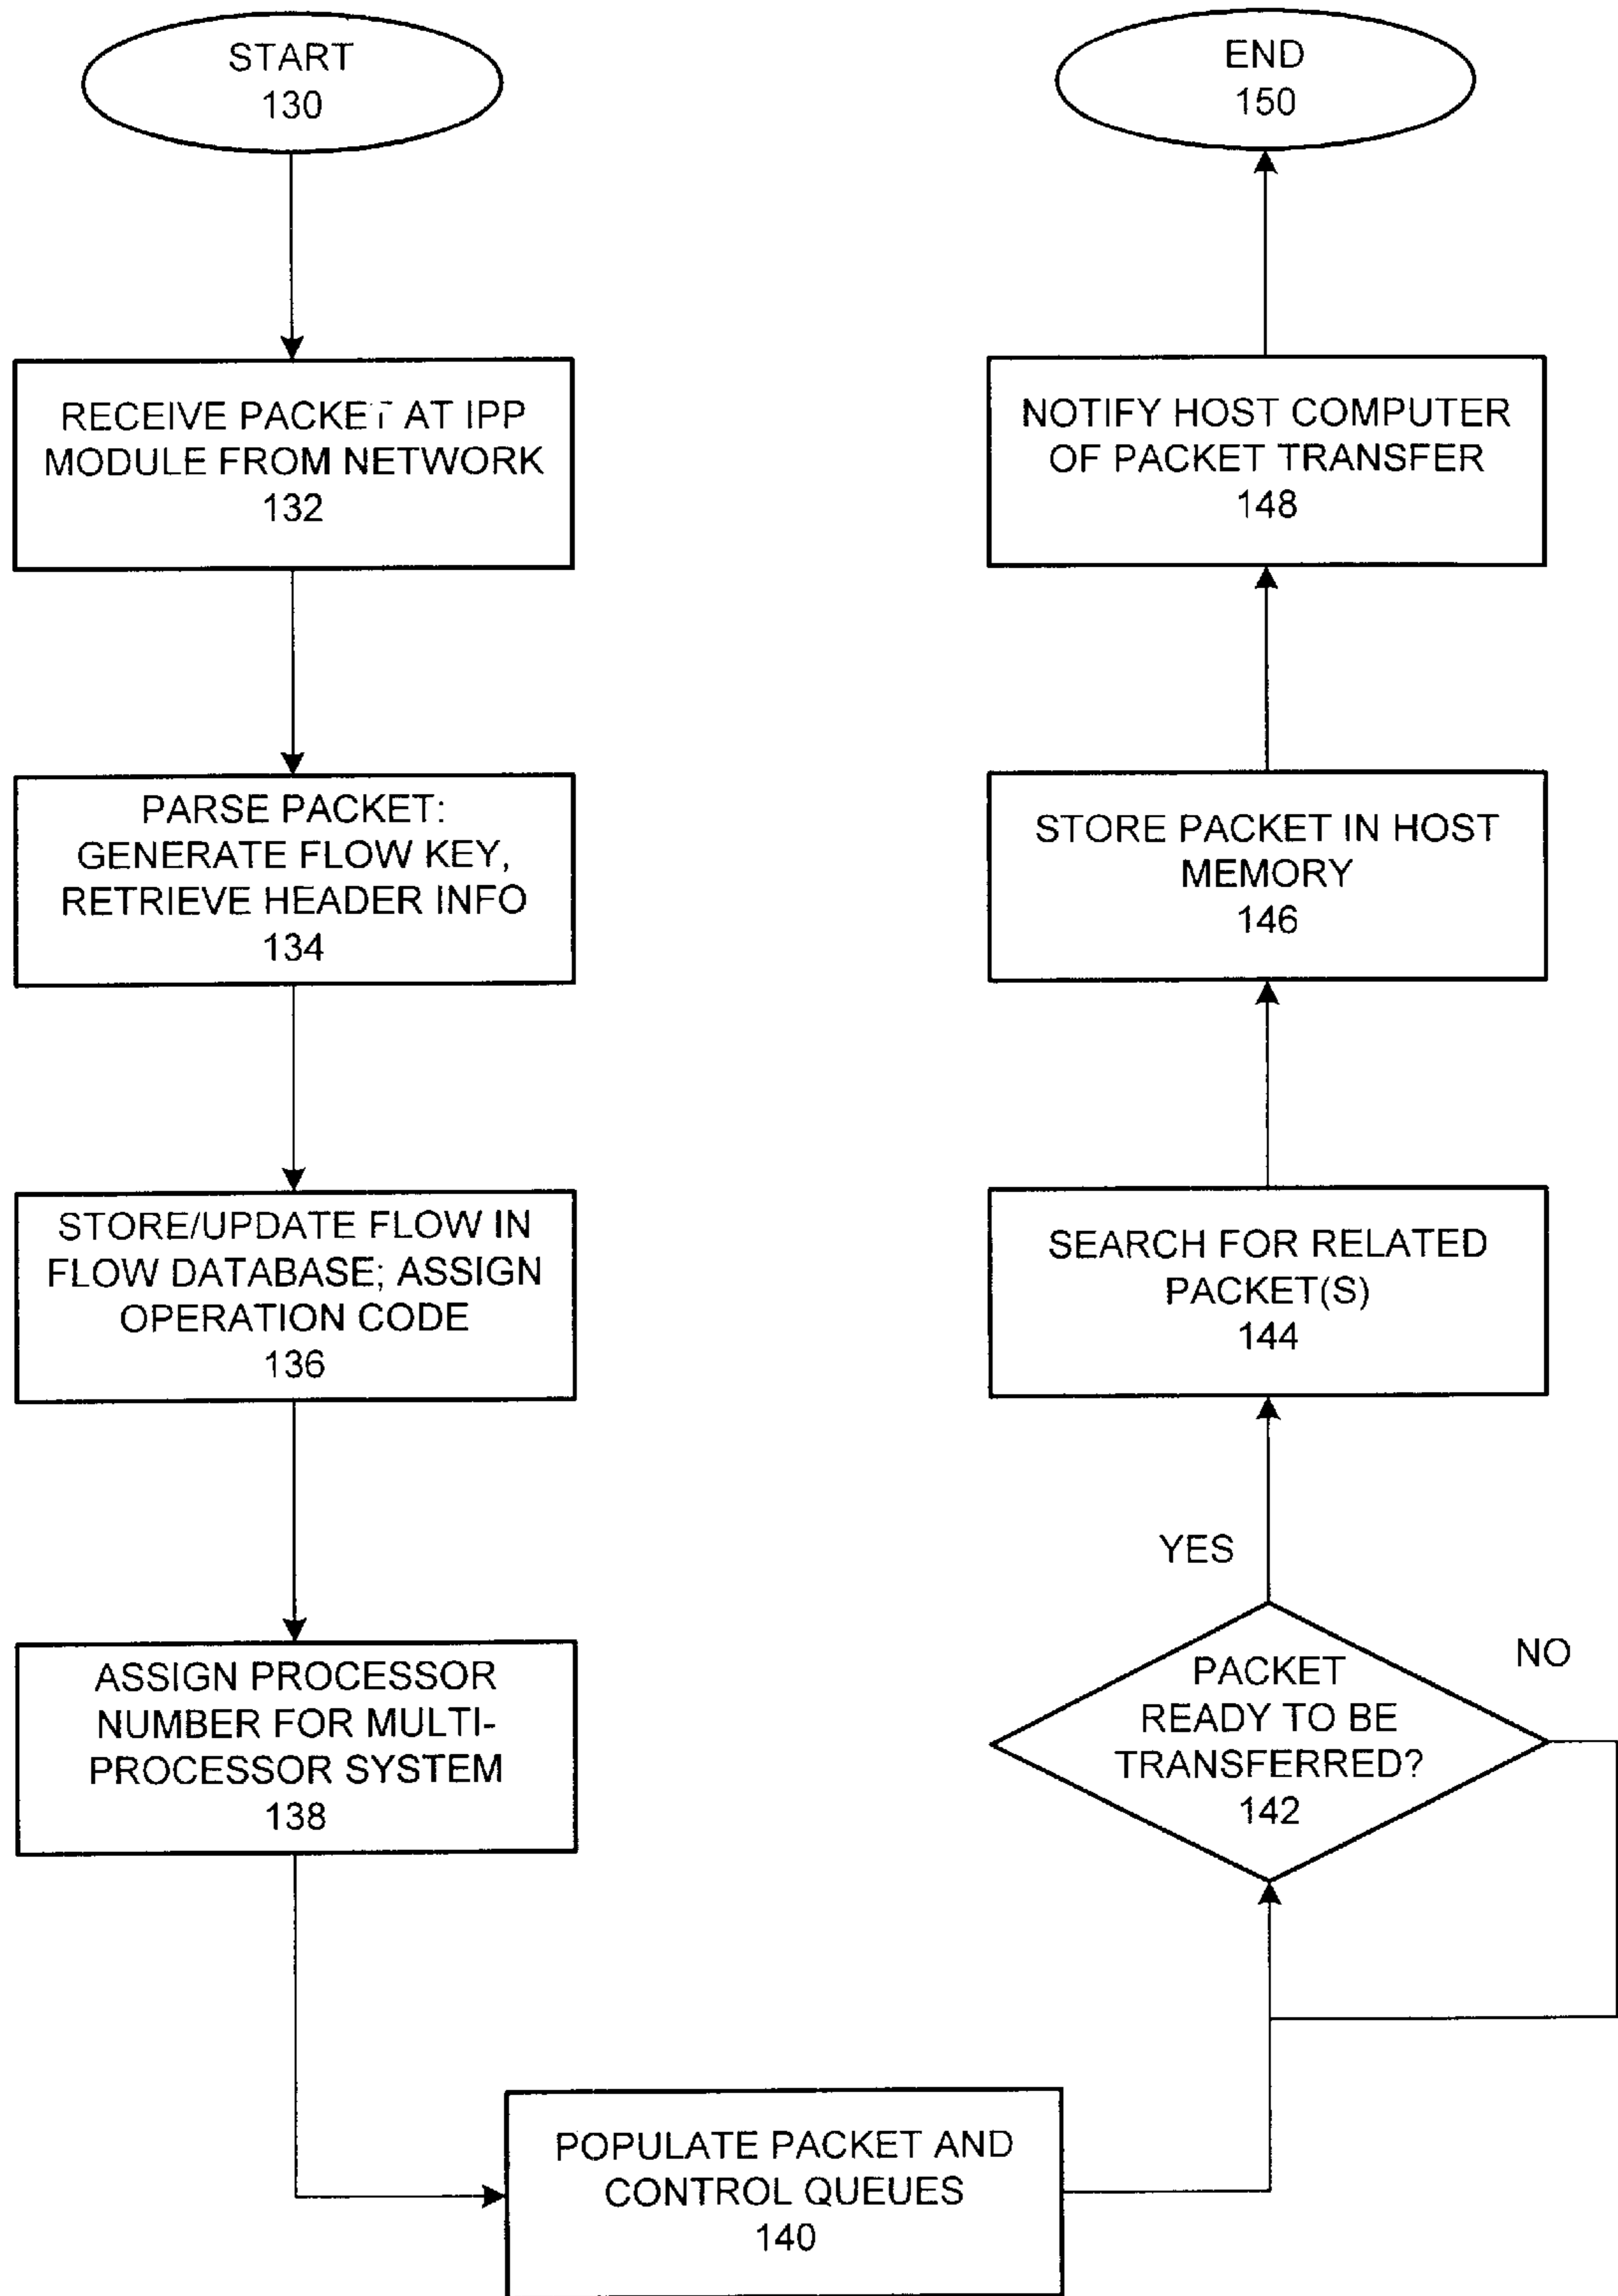 START
130
RECEIVE PACKET AT IPP
MODULE FROM NETWORK
132
PARSE PACKET:
GENERATE FLOW KEY,
RETRIEVE HEADER INFO
134
STORE/UPDATE FLOW IN
FLOW DATABASE; ASSIGN
OPERATION CODE
136
ASSIGN PROCESSOR
NUMBER FOR MULTI-
PROCESSOR SYSTEM
138
POPULATE PACKET AND
CONTROL QUEUES
140
PACKET
READY TO BE
TRANSFERRED?
142
NO
YES
SEARCH FOR RELATED
PACKET(S)
144
STORE PACKET IN HOST
MEMORY
146
NOTIFY HOST COMPUTER
OF PACKET TRANSFER
148
END
150